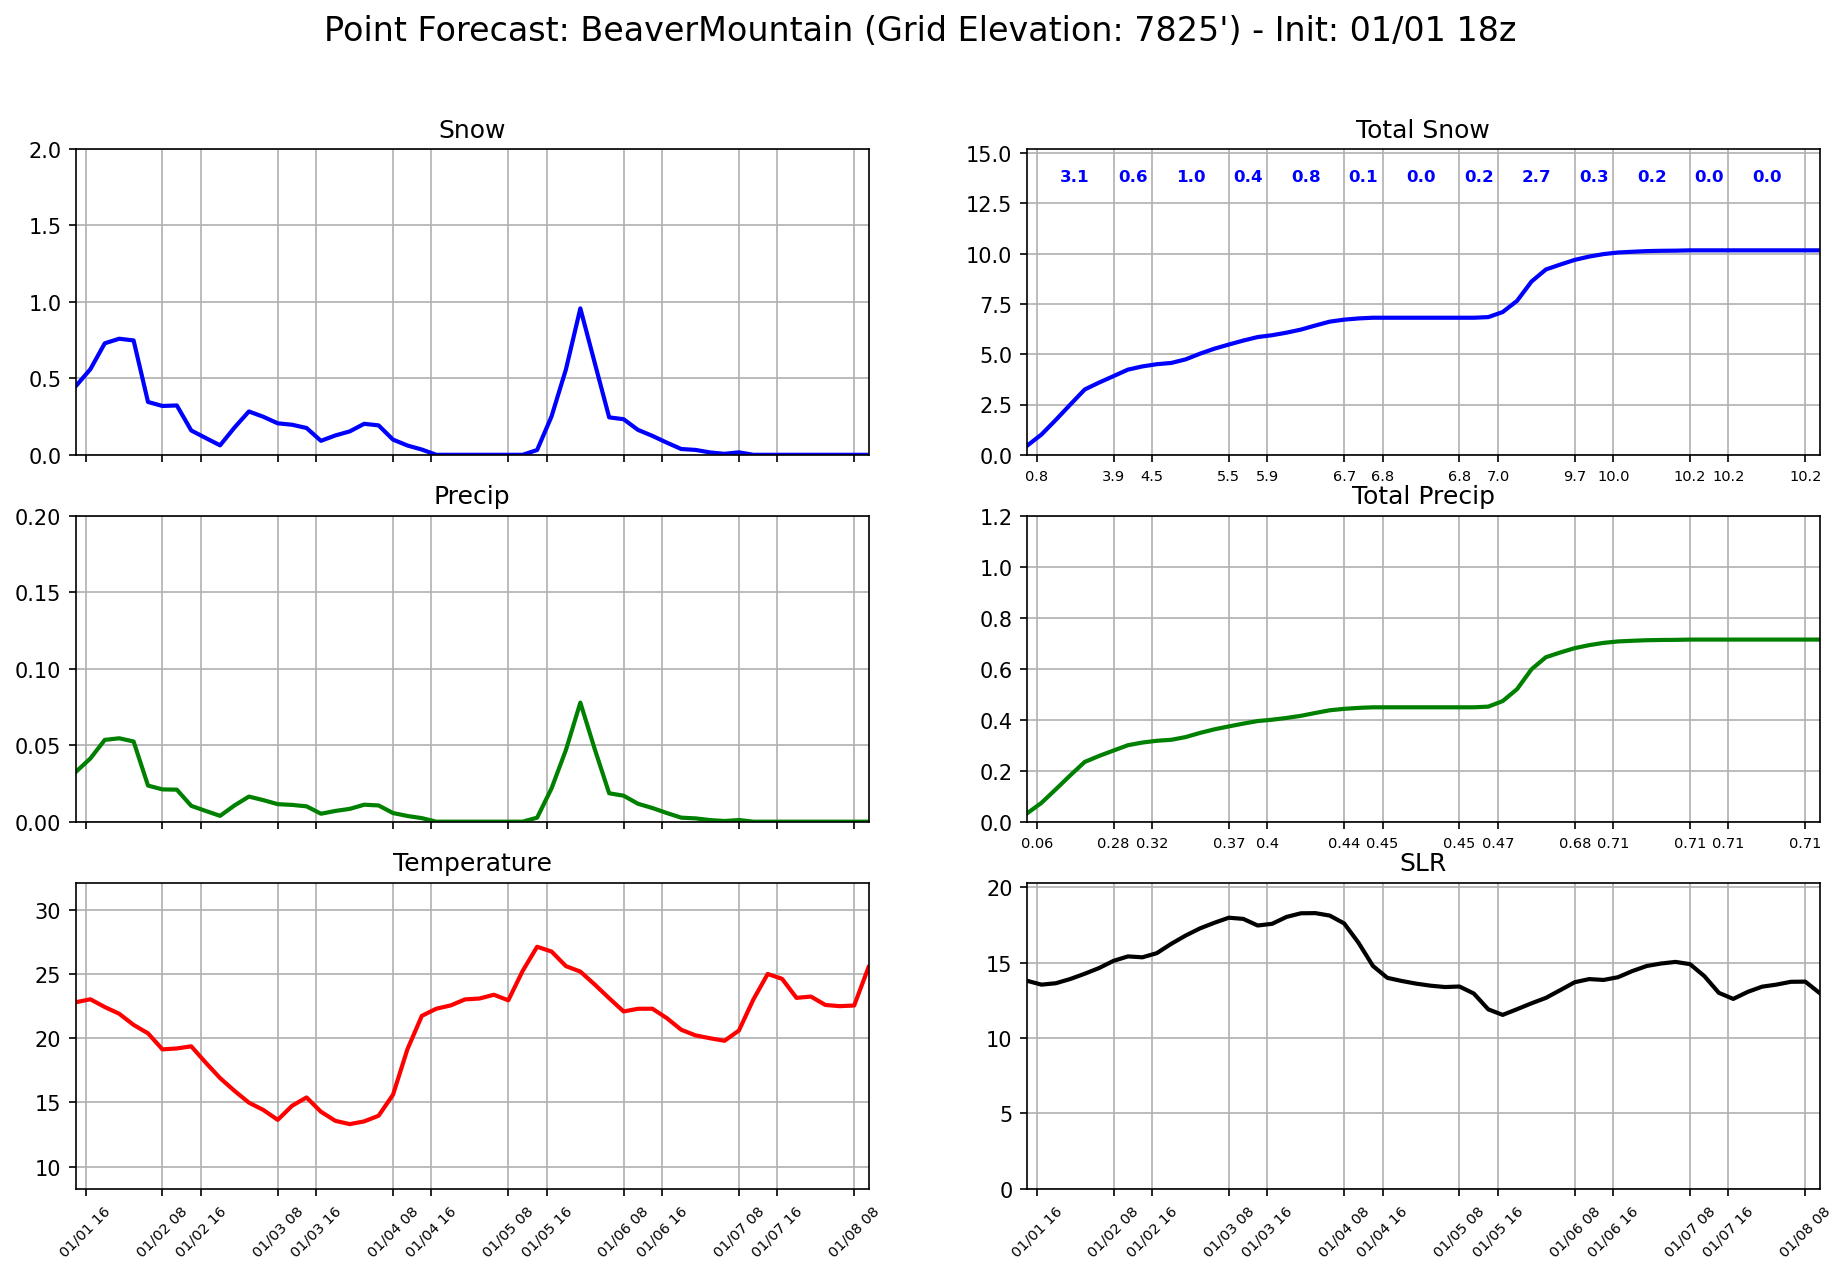 Point Forecast: BeaverMountain (Grid Elevation: 7825') - Init: 01/01 18z
Snow
2.0
1.5
1.0
0.5
0.0
Total Snow
15.0
12.5
10.0
7.5
5.0
2.5
0.0
3.1 0.6 1.0 0.4 0.8 0.1 0.0 0.2 2.7 0.3 0.2 0.0 0.0
0.8 3.9 4.5 5.5 5.9 6.7 6.8 6.8 7.0 9.7 10.0 10.2 10.2 10.2
Precip
0.20
0.15
0.10
0.05
0.00
Total Precip
1.2
1.0
0.8
0.6
0.4
0.2
0.0
0.06 0.28 0.32 0.37 0.4 0.44 0.45 0.45 0.47 0.68 0.71 0.71 0.71 0.71
Temperature
30
25
20
15
10
01/01 16 01/02 08 01/02 16 01/03 08 01/03 16 01/04 08 01/04 16 01/05 08 01/05 16 01/06 08 01/06 16 01/07 08 01/07 16 01/08 08
SLR
20
15
10
5
0
01/01 16 01/02 08 01/02 16 01/03 08 01/03 16 01/04 08 01/04 16 01/05 08 01/05 16 01/06 08 01/06 16 01/07 08 01/07 16 01/08 08